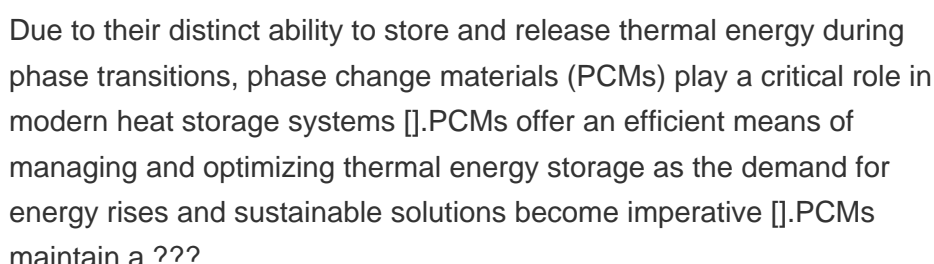 Due to their distinct ability to store and release thermal energy during
phase transitions, phase change materials (PCMs) play a critical role in
modern heat storage systems [].PCMs offer an efficient means of
managing and optimizing thermal energy storage as the demand for
energy rises and sustainable solutions become imperative [].PCMs
maintain a ???